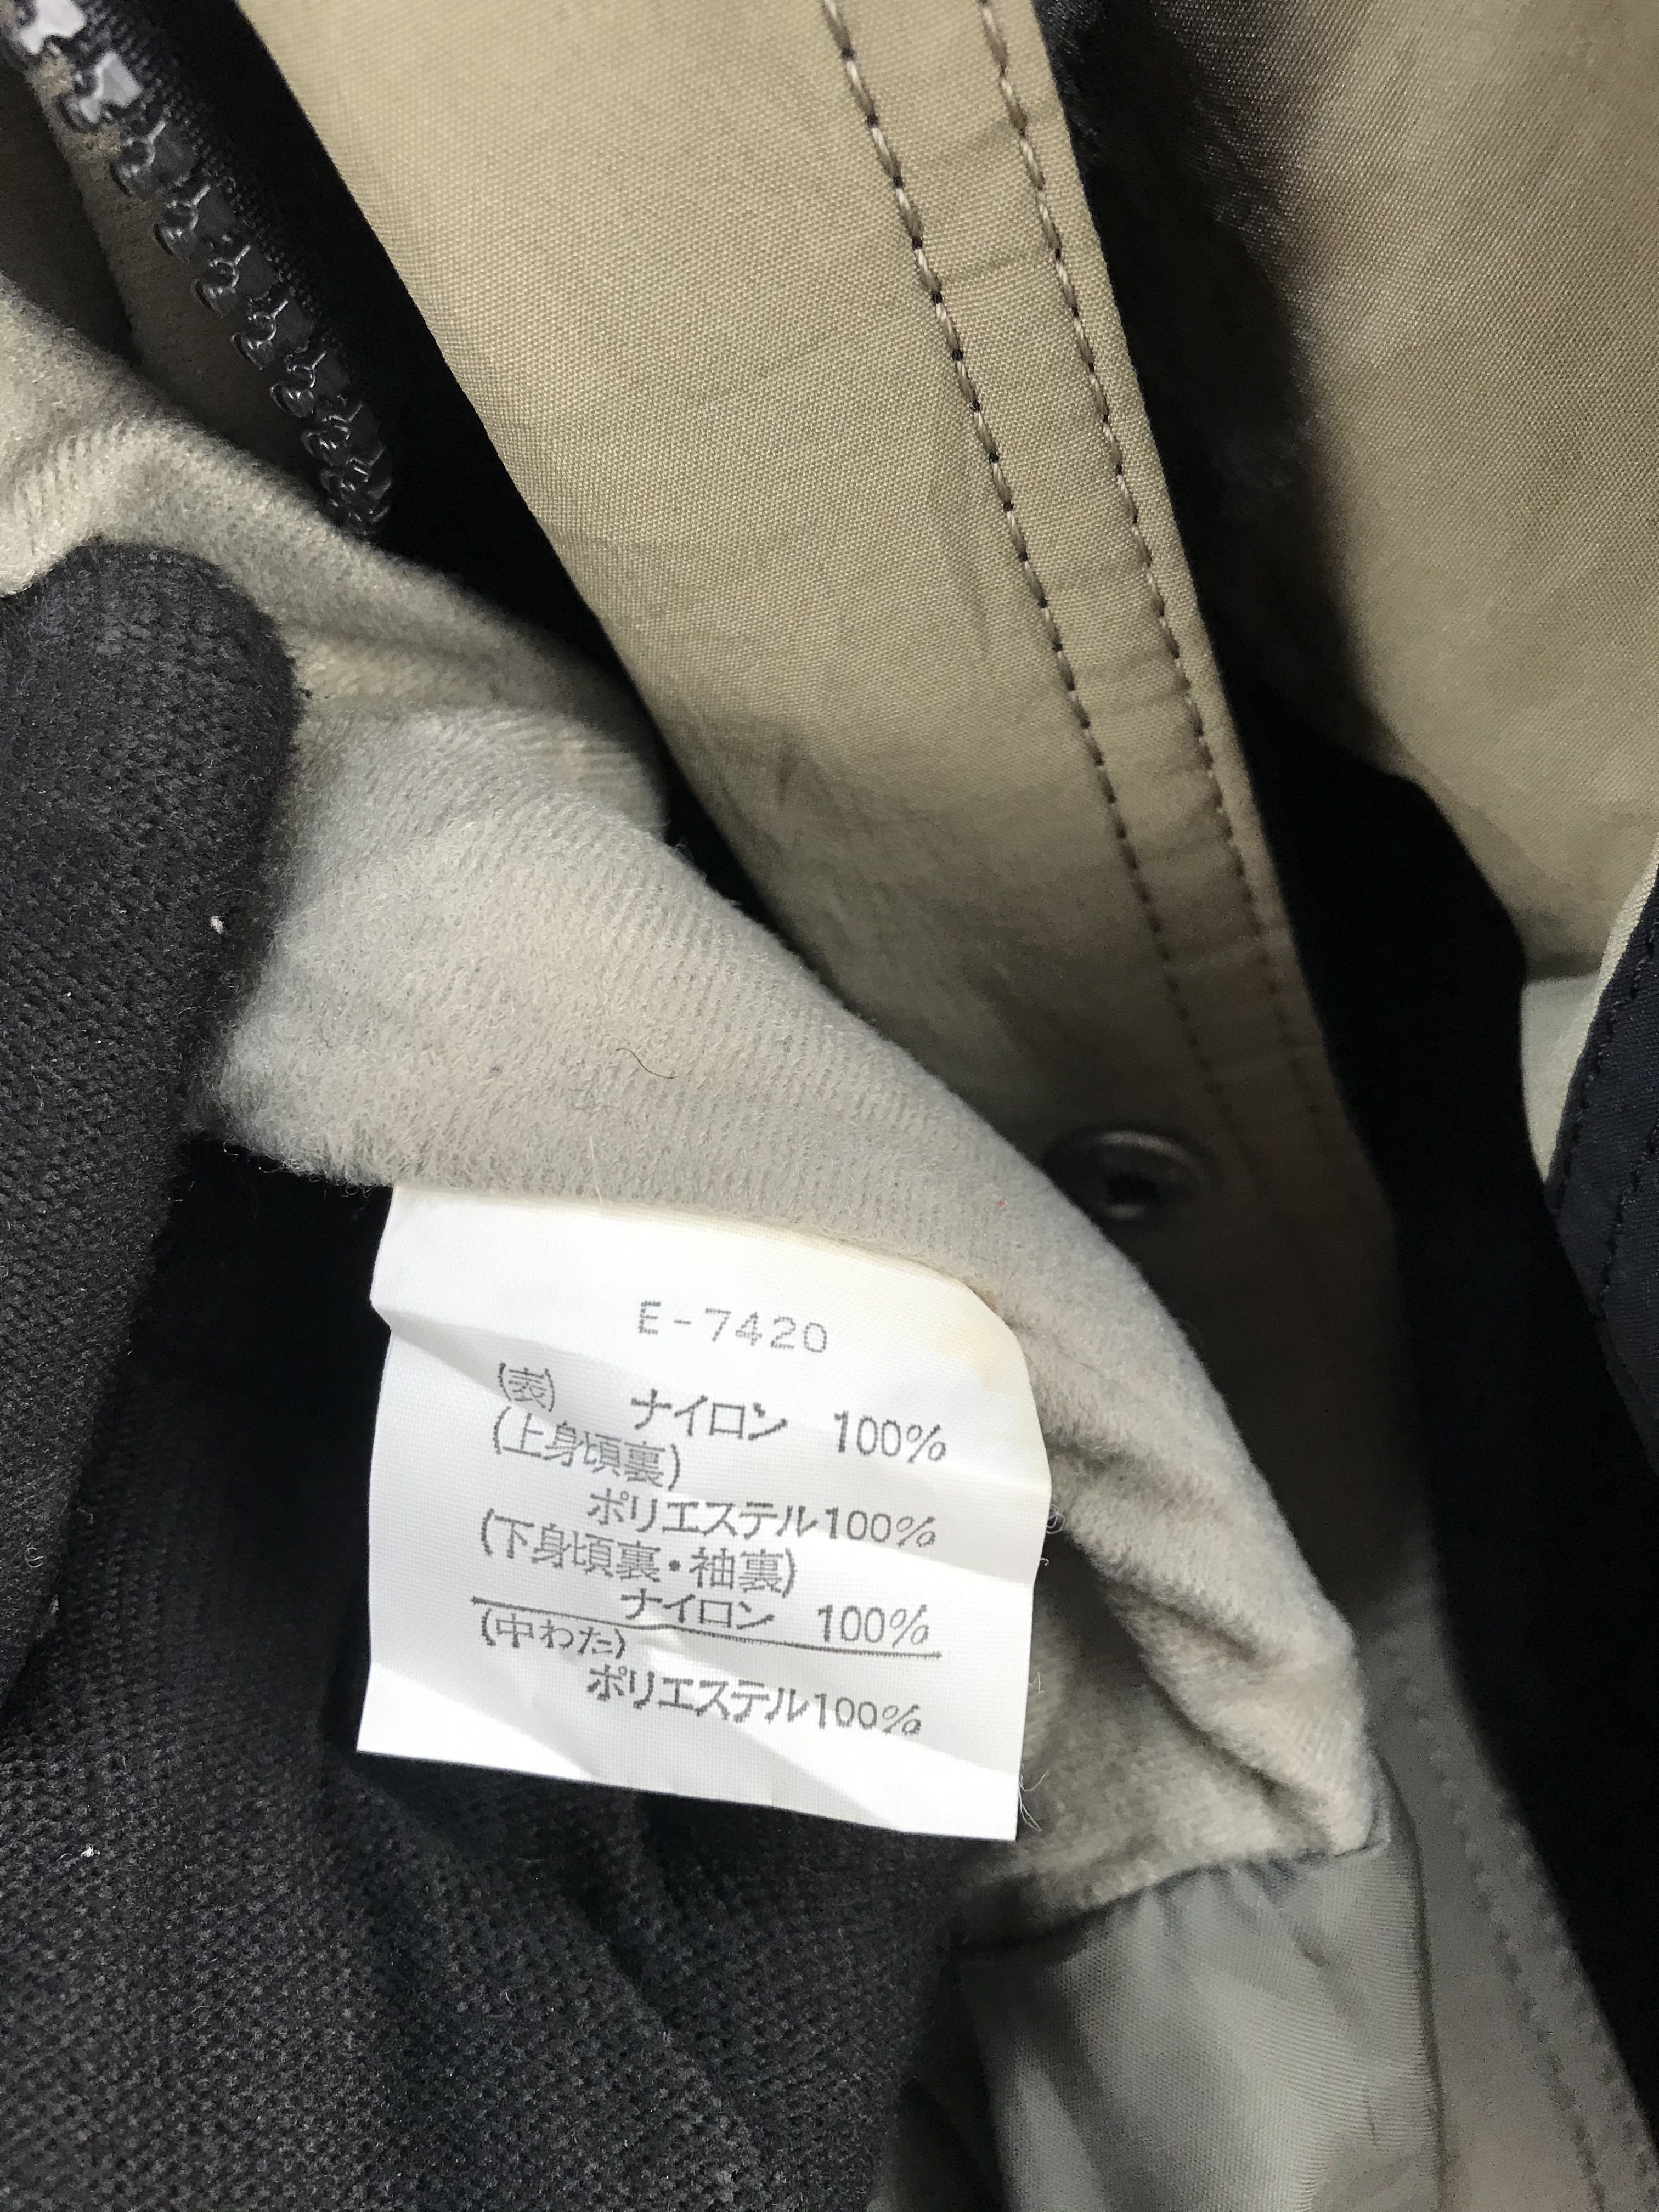 E-7420
(表) ナイロン 100%
(上身頃裏)
ポリエステル100%
(下身頃裏・袖裏)
ナイロン 100%
(中わた)
ポリエステル100%